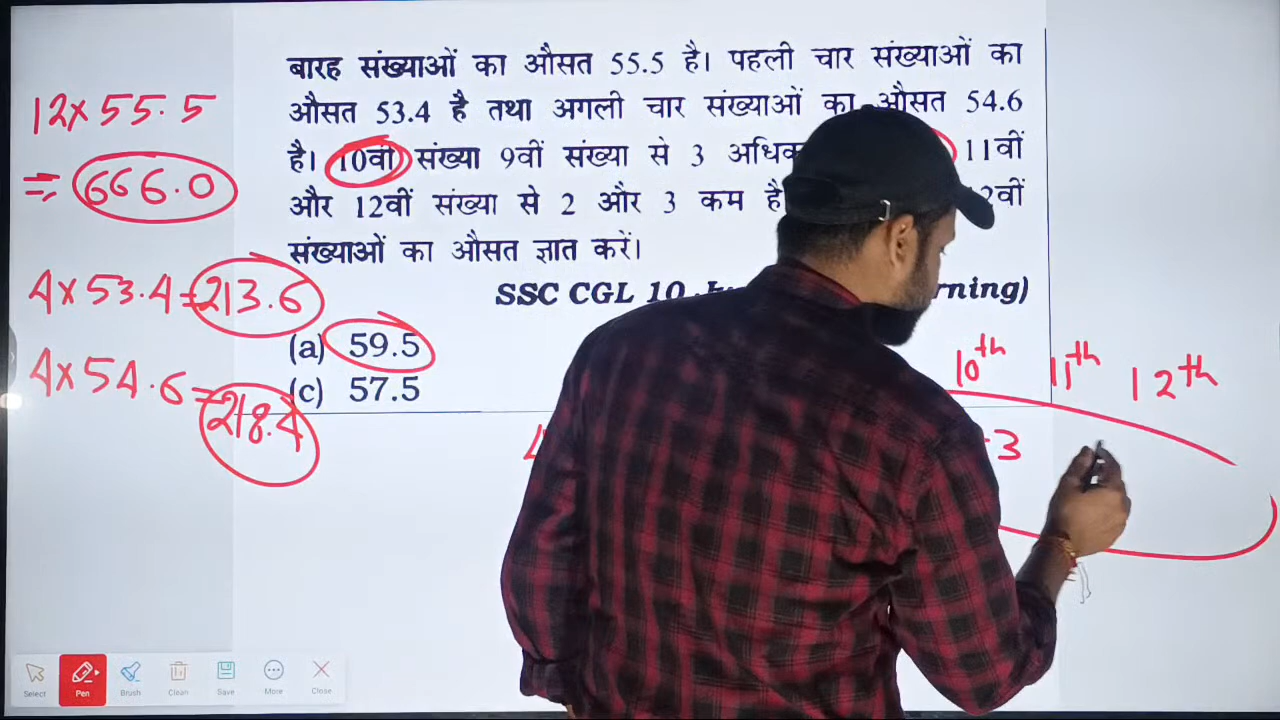 बारह संख्याओं का औसत 55.5 है। पहली चार संख्याओं का
औसत 53.4 है तथा अगली चार संख्याओं का औसत 54.6
है। 10वीं संख्या 9वीं संख्या से 3 अधिक 11वीं
और 12वीं संख्या से 2 और 3 कम है
संख्याओं का औसत ज्ञात करें।
SSC CGL 10
(a) 59.5
(c) 57.5
12 x 55.5
⇒ 666.0
4 x 53.4 = 213.6
4 x 54.6 = 218.4
10th 11th 12th
Select Pen Brush Clean Save More Close